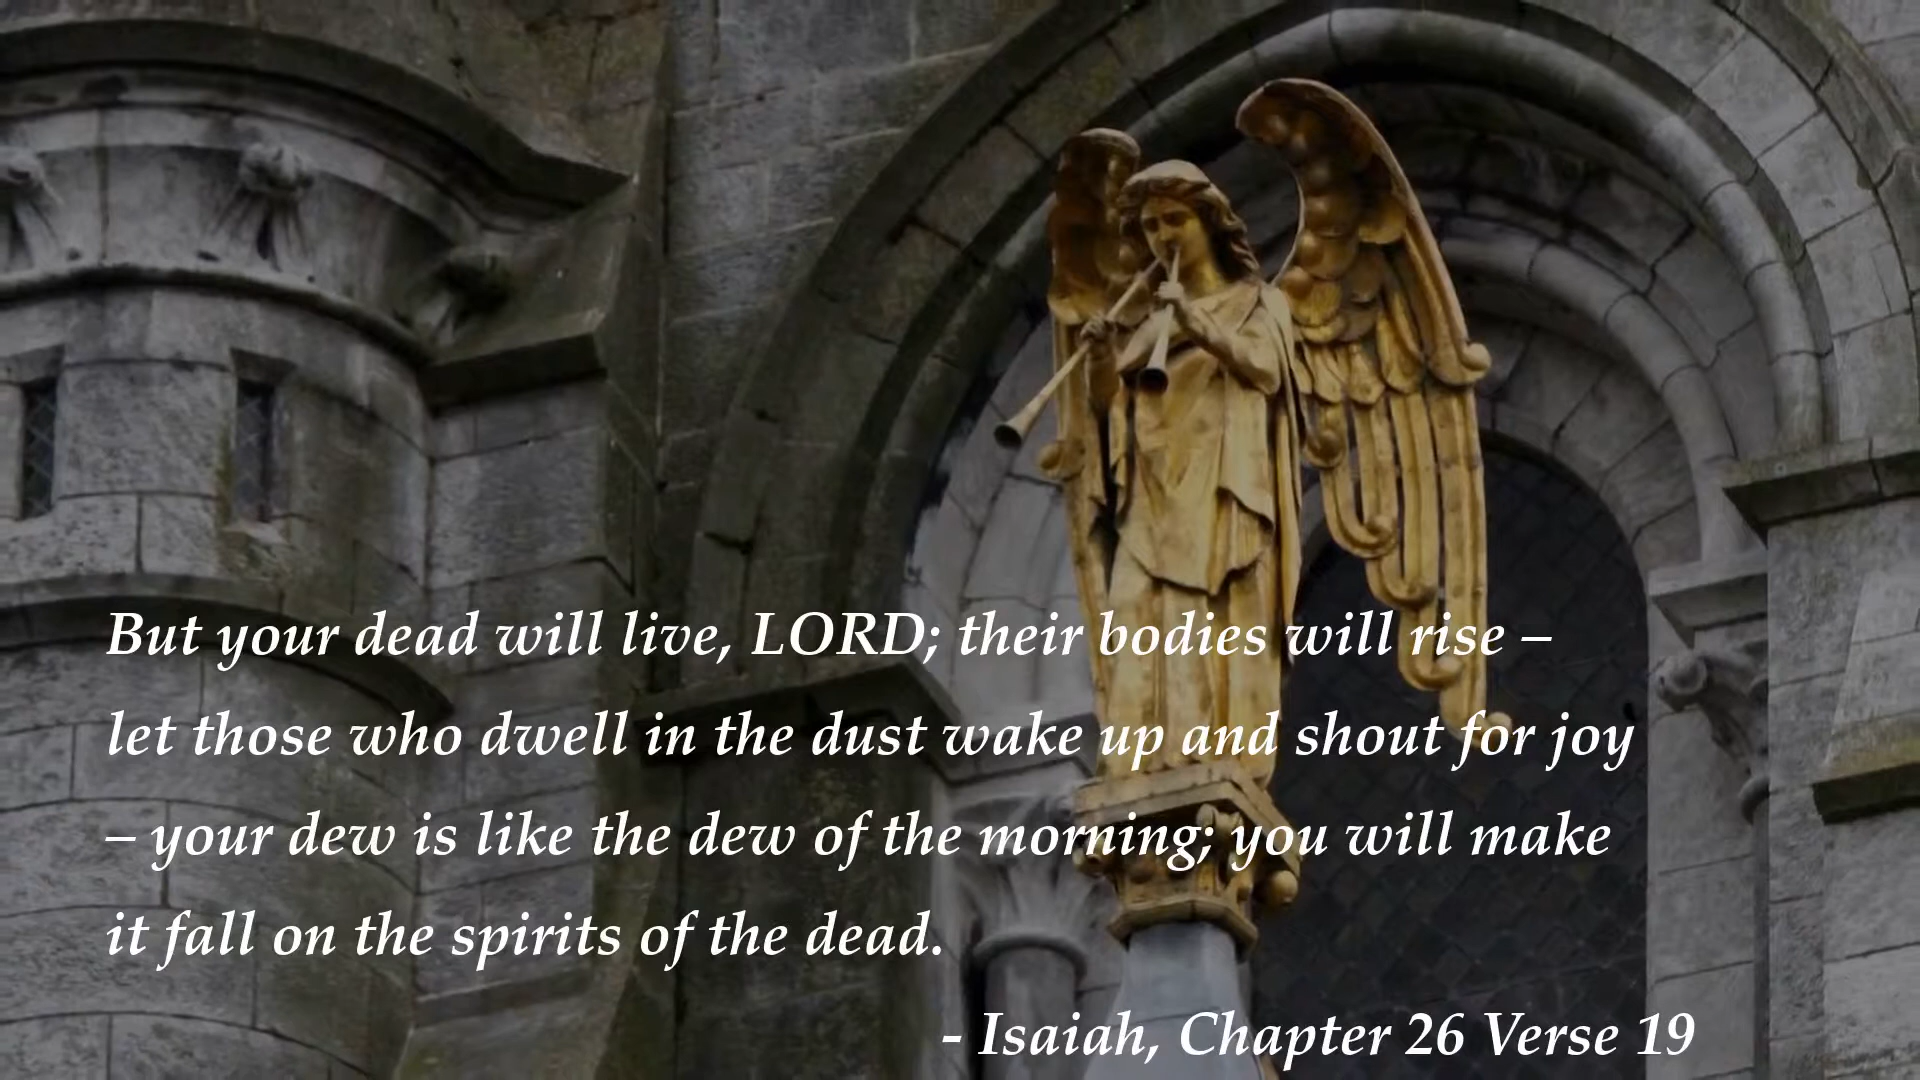 But your dead will live, LORD; their bodies will rise –
let those who dwell in the dust wake up and shout for joy
– your dew is like the dew of the morning; you will make
it fall on the spirits of the dead.
- Isaiah, Chapter 26 Verse 19